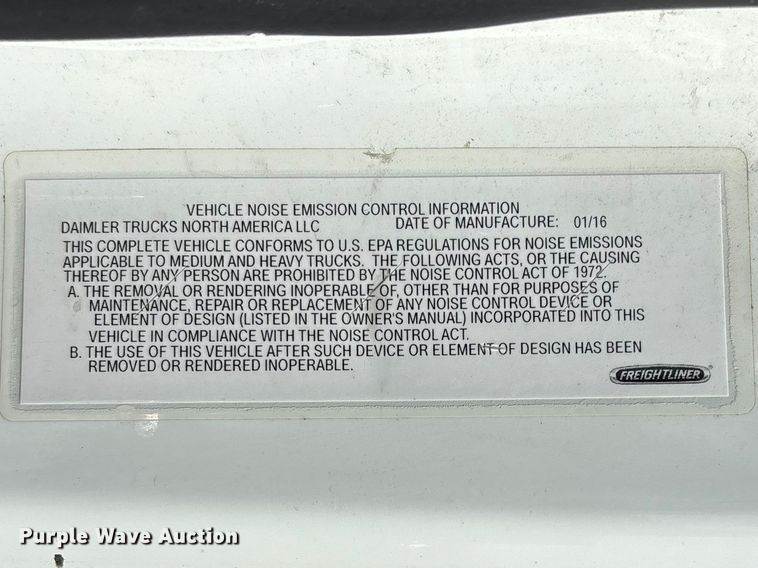 VEHICLE NOISE EMISSION CONTROL INFORMATION
DAIMLER TRUCKS NORTH AMERICA LLC DATE OF MANUFACTURE: 01/16
THIS COMPLETE VEHICLE CONFORMS TO U.S. EPA REGULATIONS FOR NOISE EMISSIONS
APPLICABLE TO MEDIUM AND HEAVY TRUCKS. THE FOLLOWING ACTS, OR THE CAUSING
THEREOF BY ANY PERSON ARE PROHIBITED BY THE NOISE CONTROL ACT OF 1972.
A. THE REMOVAL OR RENDERING INOPERABLE OF, OTHER THAN FOR PURPOSES OF
MAINTENANCE, REPAIR OR REPLACEMENT OF ANY NOISE CONTROL DEVICE OR
ELEMENT OF DESIGN (LISTED IN THE OWNER'S MANUAL) INCORPORATED INTO THIS
VEHICLE IN COMPLIANCE WITH THE NOISE CONTROL ACT.
B. THE USE OF THIS VEHICLE AFTER SUCH DEVICE OR ELEMENT OF DESIGN HAS BEEN
REMOVED OR RENDERED INOPERABLE.
FREIGHTLINER
Purple Wave Auction